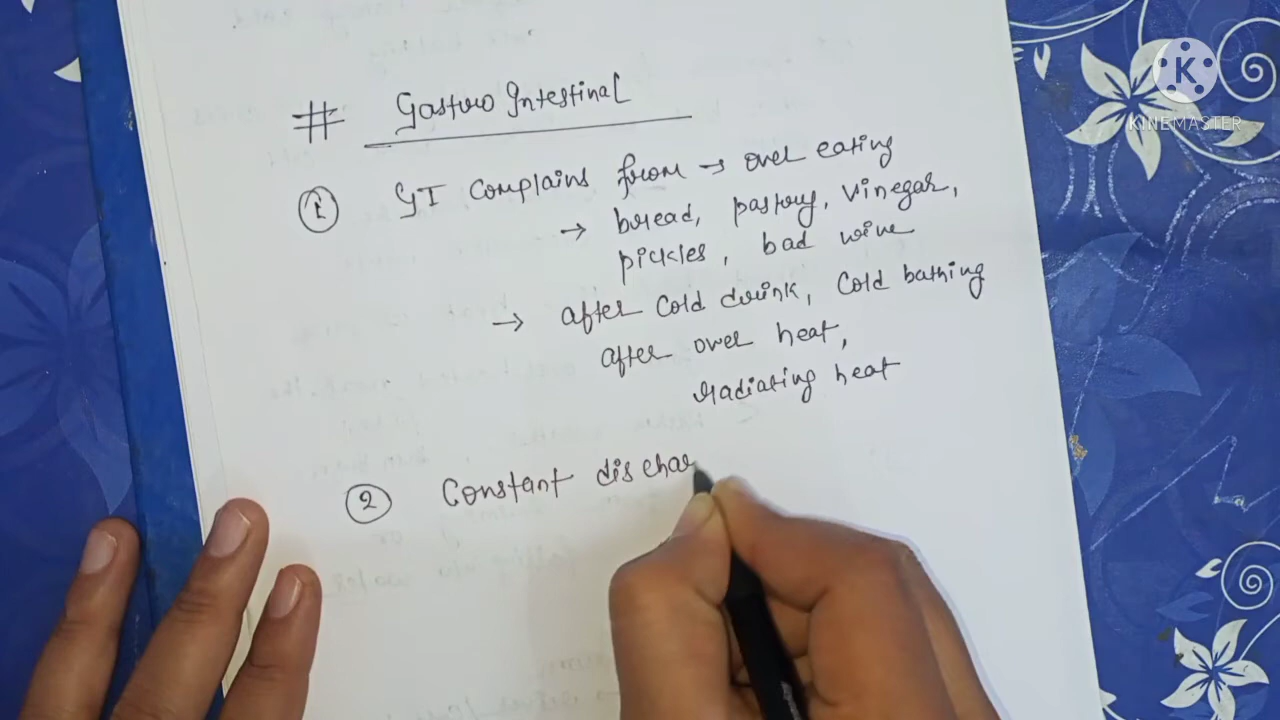 K
KINEMASTER
# Gastro Intestinal
① GI Complains from → over eating
→ bread, pastry, vinegar,
pickles, bad wine
→ after cold drink, cold bathing
after over heat,
radiating heat
② Constant dischar